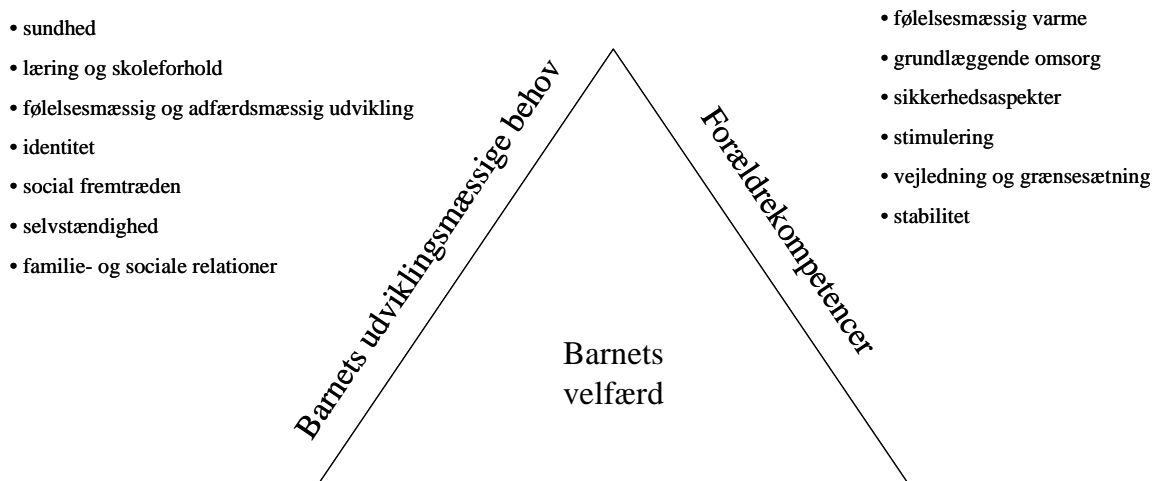 • sundhed
• læring og skoleforhold
• følelsesmæssig og adfærdsmæssig udvikling
• identitet
• social fremtræden
• selvstændighed
• familie- og sociale relationer
Barnets udviklingsmæssige behov
Barnets
velfærd
Forældrekompetencer
• følelsesmæssig varme
• grundlæggende omsorg
• sikkerhedsaspekter
• stimulering
• vejledning og grænsesætning
• stabilitet